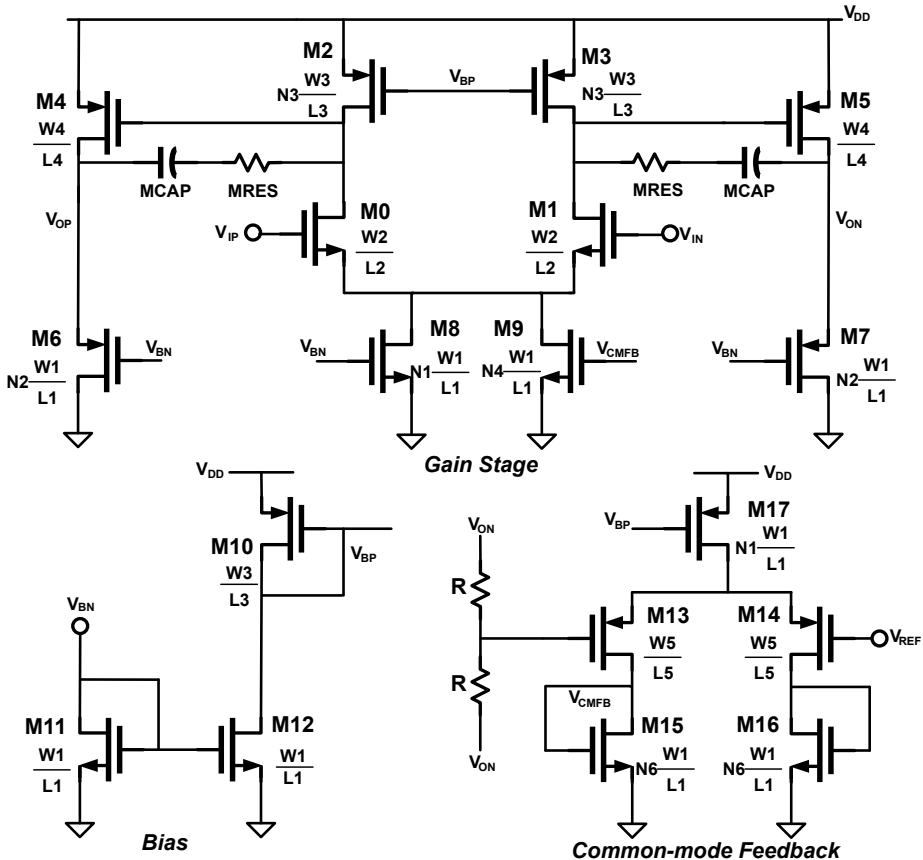 VDD
M2
N3 W3/L3
VBP
M3
N3 W3/L3
M4
W4/L4
M5
W4/L4
MCAP
MRES
MRES
MCAP
VOP
VIP
M0
W2/L2
M1
W2/L2
VIN
VON
M6
N2 W1/L1
VBN
VBN
M8
N1 W1/L1
M9
N4 W1/L1
VCMFB
VBN
M7
N2 W1/L1
Gain Stage
VDD
M10
W3/L3
VBP
VBN
M11
W1/L1
M12
W1/L1
Bias
VDD
VBP
M17
N1 W1/L1
VON
R
R
VON
M13
W5/L5
M14
W5/L5
VREF
VCMFB
M15
N6 W1/L1
M16
N6 W1/L1
Common-mode Feedback